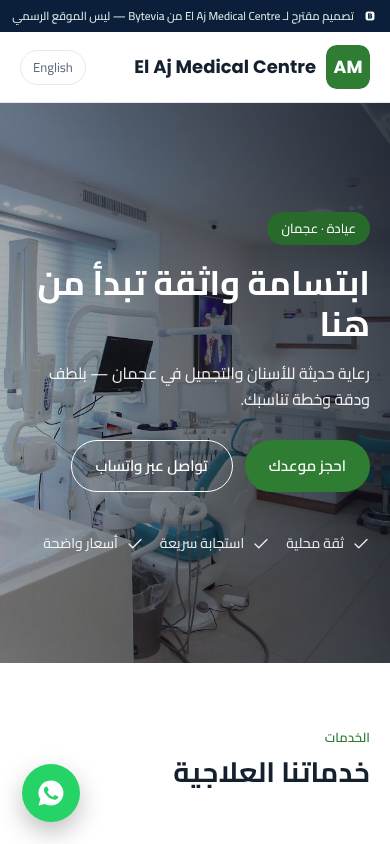 تصميم مقترح لـ El Aj Medical Centre من Bytevia — ليس الموقع الرسمي
AM El Aj Medical Centre
English
عيادة · عجمان
ابتسامة واثقة تبدأ من
هنا
رعاية حديثة للأسنان والتجميل في عجمان — بلطف
ودقة وخطة تناسبك.
احجز موعدك
تواصل عبر واتساب
ثقة محلية
استجابة سريعة
أسعار واضحة
الخدمات
خدماتنا العلاجية